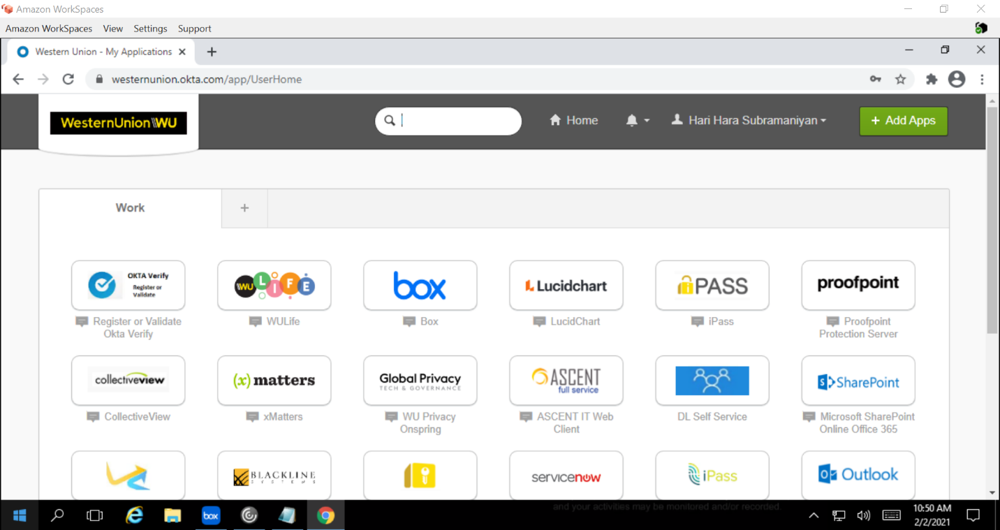 Amazon WorkSpaces
Amazon WorkSpaces View Settings Support
Western Union - My Applications
westernunion.okta.com/app/UserHome
WesternUnion WU
Home
Hari Hara Subramaniyan
+ Add Apps
Work
+
OKTA Verify
Register or
Validate
WU LIFE
box
Lucidchart
iPASS
proofpoint
Register or Validate
Okta Verify
WULife
Box
LucidChart
iPass
Proofpoint
Protection Server
collectiveview
(x) matters
Global Privacy
TECH & GOVERNANCE
ASCENT
full service
S SharePoint
CollectiveView
xMatters
WU Privacy
Onspring
ASCENT IT Web
Client
DL Self Service
Microsoft SharePoint
Online Office 365
BLACKLINE
SYSTEMS
servicenow
iPass
Outlook
and your activities may be monitored and/or recorded.
box
10:50 AM
2/2/2021